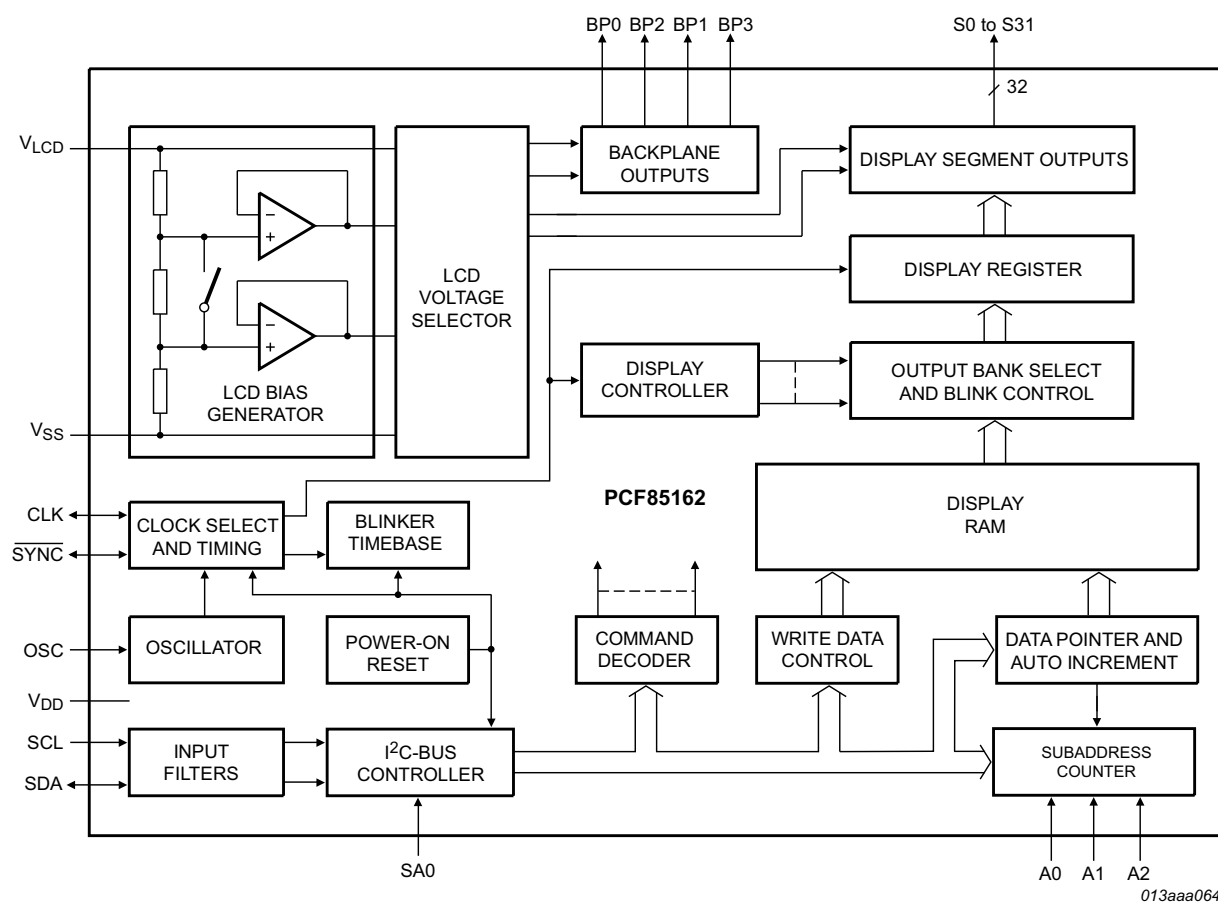 BP0 BP2 BP1 BP3
S0 to S31
32
VLCD
BACKPLANE
OUTPUTS
DISPLAY SEGMENT OUTPUTS
−
+
−
+
LCD
VOLTAGE
SELECTOR
DISPLAY REGISTER
LCD BIAS
GENERATOR
DISPLAY
CONTROLLER
OUTPUT BANK SELECT
AND BLINK CONTROL
VSS
CLK
SYNC
CLOCK SELECT
AND TIMING
BLINKER
TIMEBASE
PCF85162
DISPLAY
RAM
OSC
OSCILLATOR
POWER-ON
RESET
COMMAND
DECODER
WRITE DATA
CONTROL
DATA POINTER AND
AUTO INCREMENT
VDD
SCL
SDA
INPUT
FILTERS
I2C-BUS
CONTROLLER
SUBADDRESS
COUNTER
SA0
A0 A1 A2
013aaa064